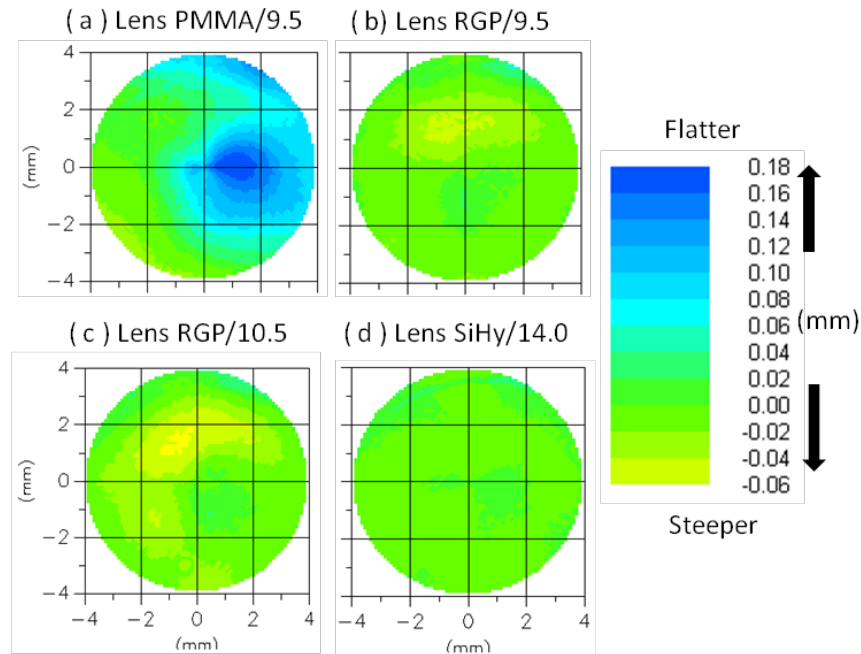 ( a ) Lens PMMA/9.5
( b ) Lens RGP/9.5
4
2
0
−2
−4
(mm)
( c ) Lens RGP/10.5
( d ) Lens SiHy/14.0
4
2
0
−2
−4
(mm)
−4 −2 0 2 4
(mm)
−4 −2 0 2 4
(mm)
Flatter
0.18
0.16
0.14
0.12
0.10
0.08
0.06
0.04
0.02
0.00
-0.02
-0.04
-0.06
(mm)
Steeper